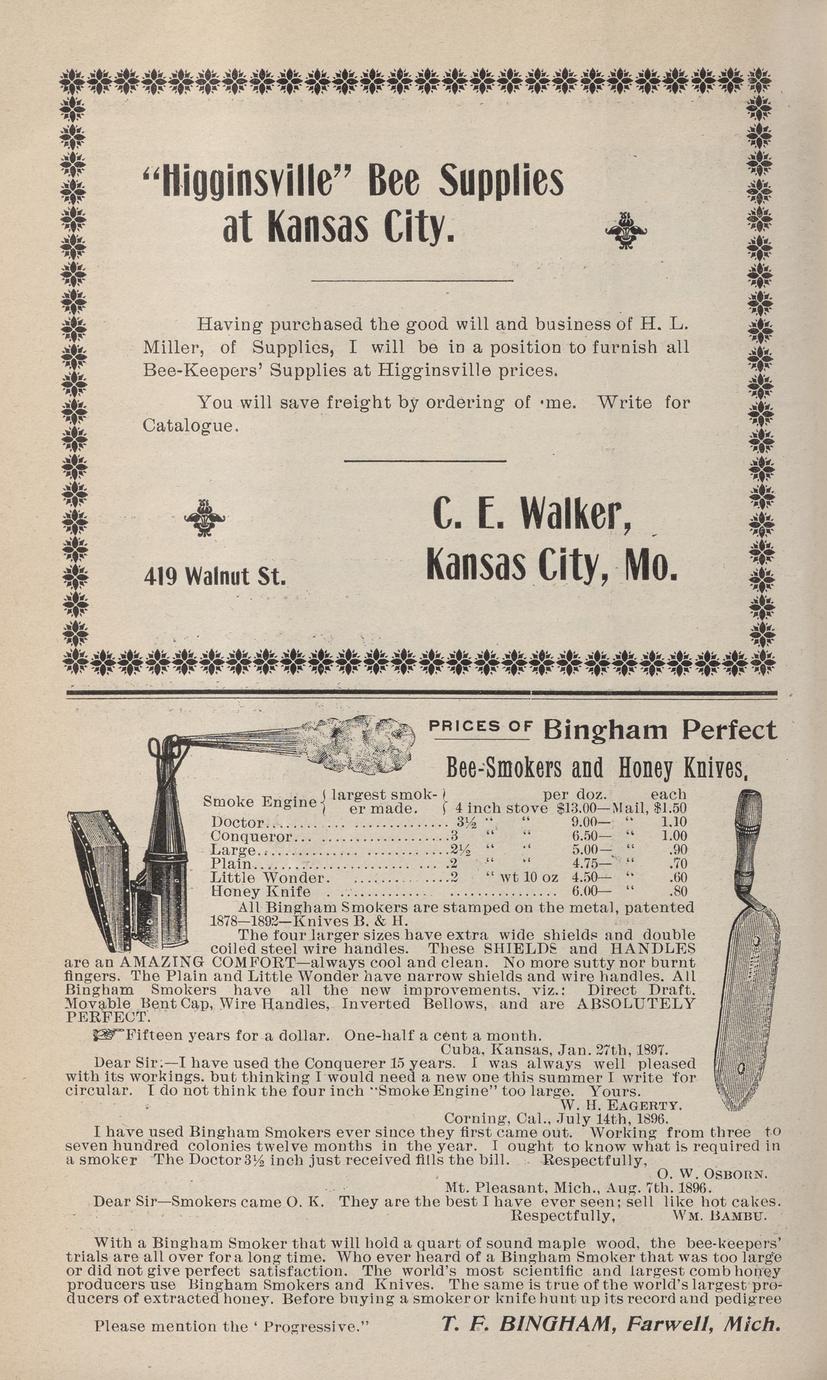 “Higginsville” Bee Supplies
at Kansas City.
Having purchased the good will and business of H. L.
Miller, of Supplies, I will be in a position to furnish all
Bee-Keepers’ Supplies at Higginsville prices.
You will save freight by ordering of me. Write for
Catalogue.
C. E. Walker,
419 Walnut St.
Kansas City, Mo.
PRICES OF Bingham Perfect
Bee-Smokers and Honey Knives.
per doz. each
Smoke Engine { largest smoker made. } 4 inch stove $13.00—Mail, $1.50
Doctor.................. 3½ “ “ 9.00— “ 1.10
Conqueror..................3 “ “ 6.50— “ 1.00
Large..................2½ “ “ 5.00— “ .90
Plain..................2 “ “ 4.75— “ .70
Little Wonder...................2 “ wt 10 oz 4.50— “ .60
Honey Knife .................. 6.00— “ .80
All Bingham Smokers are stamped on the metal, patented
1878—1892—Knives B. & H.
The four larger sizes have extra wide shields and double
coiled steel wire handles. These SHIELDS and HANDLES
are an AMAZING COMFORT—always cool and clean. No more sutty nor burnt
fingers. The Plain and Little Wonder have narrow shields and wire handles. All
Bingham Smokers have all the new improvements, viz.: Direct Draft,
Movable Bent Cap, Wire Handles, Inverted Bellows, and are ABSOLUTELY
PERFECT.
☞Fifteen years for a dollar. One-half a cent a month.
Cuba, Kansas, Jan. 27th, 1897.
Dear Sir:—I have used the Conquerer 15 years. I was always well pleased
with its workings, but thinking I would need a new one this summer I write for
circular. I do not think the four inch “Smoke Engine” too large. Yours.
W. H. EAGERTY.
Corning, Cal., July 14th, 1896.
I have used Bingham Smokers ever since they first came out. Working from three to
seven hundred colonies twelve months in the year. I ought to know what is required in
a smoker The Doctor 3½ inch just received fills the bill. Respectfully,
O. W. OSBORN.
Mt. Pleasant, Mich., Aug. 7th, 1896.
Dear Sir—Smokers came O. K. They are the best I have ever seen; sell like hot cakes.
Respectfully, WM. BAMBU.
With a Bingham Smoker that will hold a quart of sound maple wood, the bee-keepers’
trials are all over for a long time. Who ever heard of a Bingham Smoker that was too large
or did not give perfect satisfaction. The world’s most scientific and largest comb honey
producers use Bingham Smokers and Knives. The same is true of the world’s largest pro-
ducers of extracted honey. Before buying a smoker or knife hunt up its record and pedigree
Please mention the ‘ Progressive.” T. F. BINGHAM, Farwell, Mich.